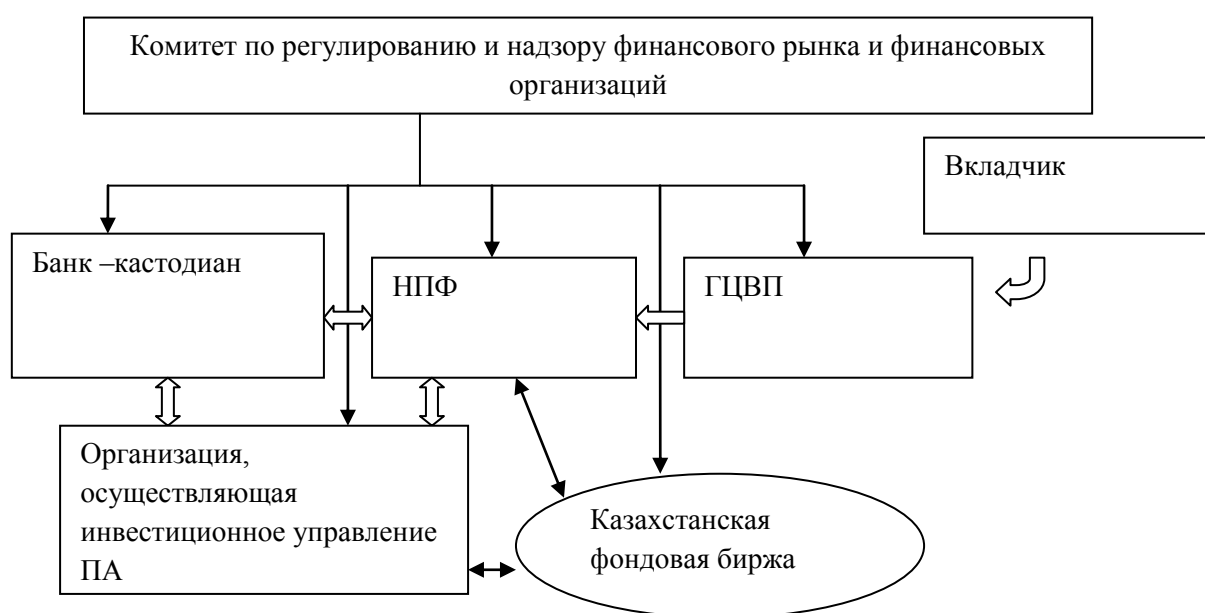 Комитет по регулированию и надзору финансового рынка и финансовых
организаций
Вкладчик
Банк –кастодиан
НПФ
ГЦВП
Организация,
осуществляющая
инвестиционное управление
ПА
Казахстанская
фондовая биржа